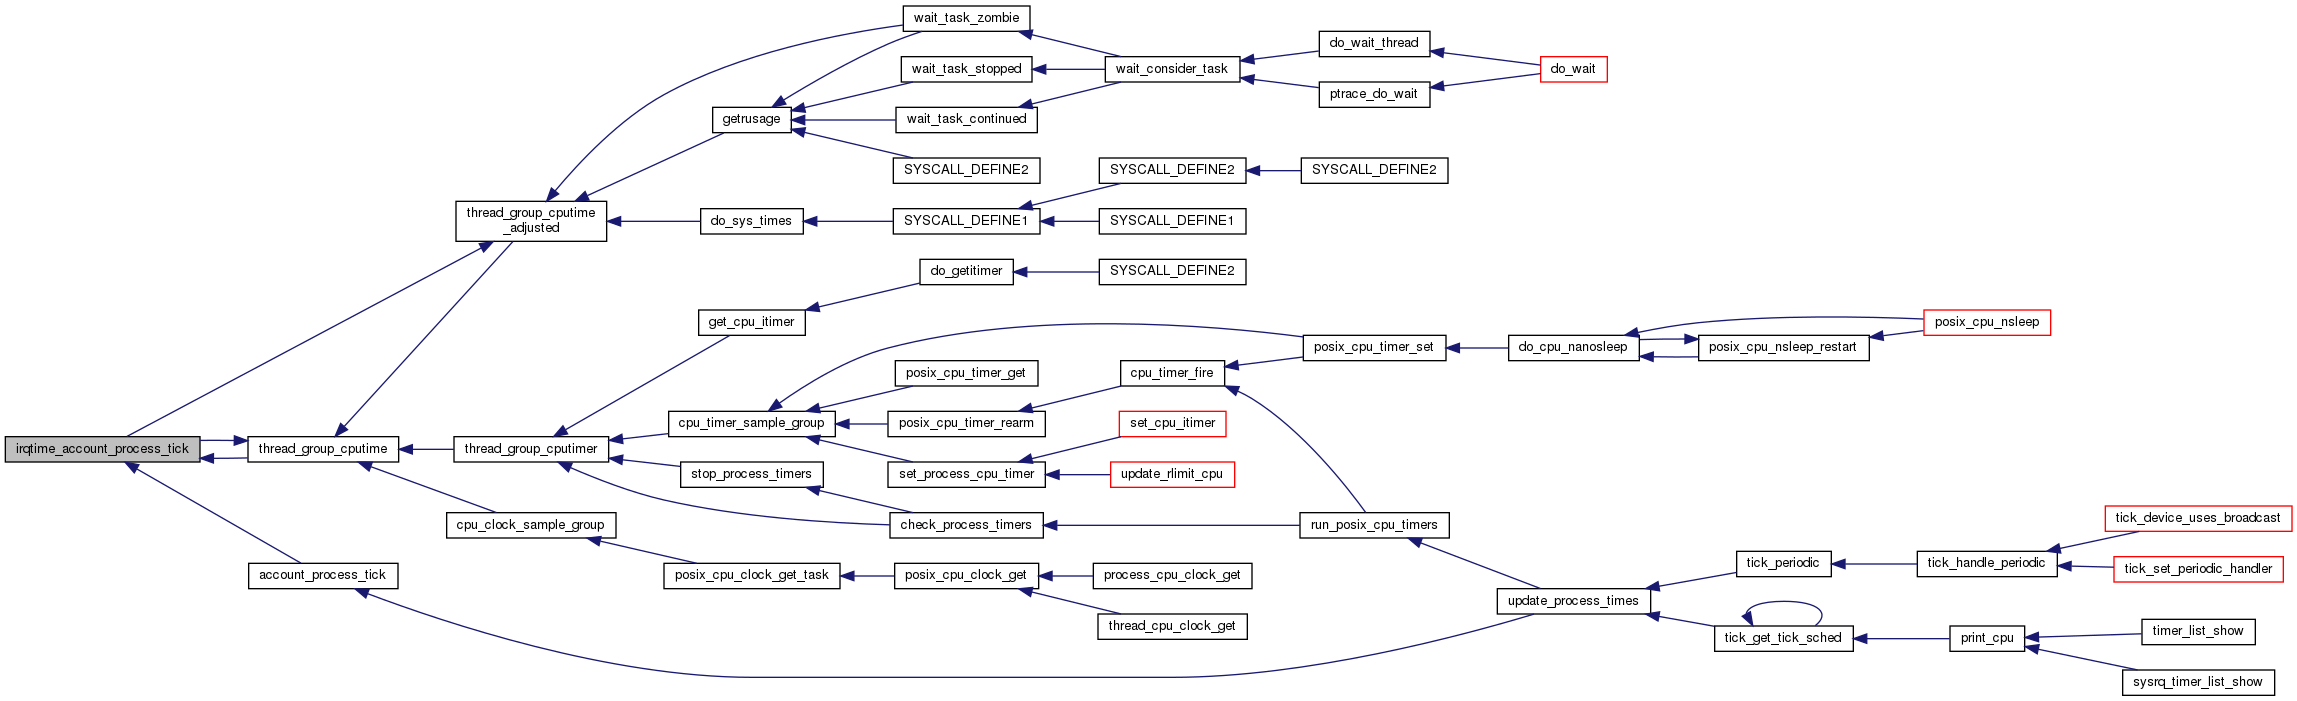 wait_task_zombie
do_wait_thread
wait_task_stopped
wait_consider_task
do_wait
ptrace_do_wait
getrusage
wait_task_continued
SYSCALL_DEFINE2
SYSCALL_DEFINE2
SYSCALL_DEFINE2
thread_group_cputime
_adjusted
do_sys_times
SYSCALL_DEFINE1
SYSCALL_DEFINE1
do_getitimer
SYSCALL_DEFINE2
get_cpu_itimer
posix_cpu_nsleep
posix_cpu_timer_set
do_cpu_nanosleep
posix_cpu_nsleep_restart
posix_cpu_timer_get
cpu_timer_fire
cpu_timer_sample_group
posix_cpu_timer_rearm
set_cpu_itimer
irqtime_account_process_tick
thread_group_cputime
thread_group_cputimer
stop_process_timers
set_process_cpu_timer
update_rlimit_cpu
cpu_clock_sample_group
check_process_timers
run_posix_cpu_timers
tick_device_uses_broadcast
tick_periodic
tick_handle_periodic
tick_set_periodic_handler
account_process_tick
posix_cpu_clock_get_task
posix_cpu_clock_get
process_cpu_clock_get
update_process_times
thread_cpu_clock_get
tick_get_tick_sched
print_cpu
timer_list_show
sysrq_timer_list_show